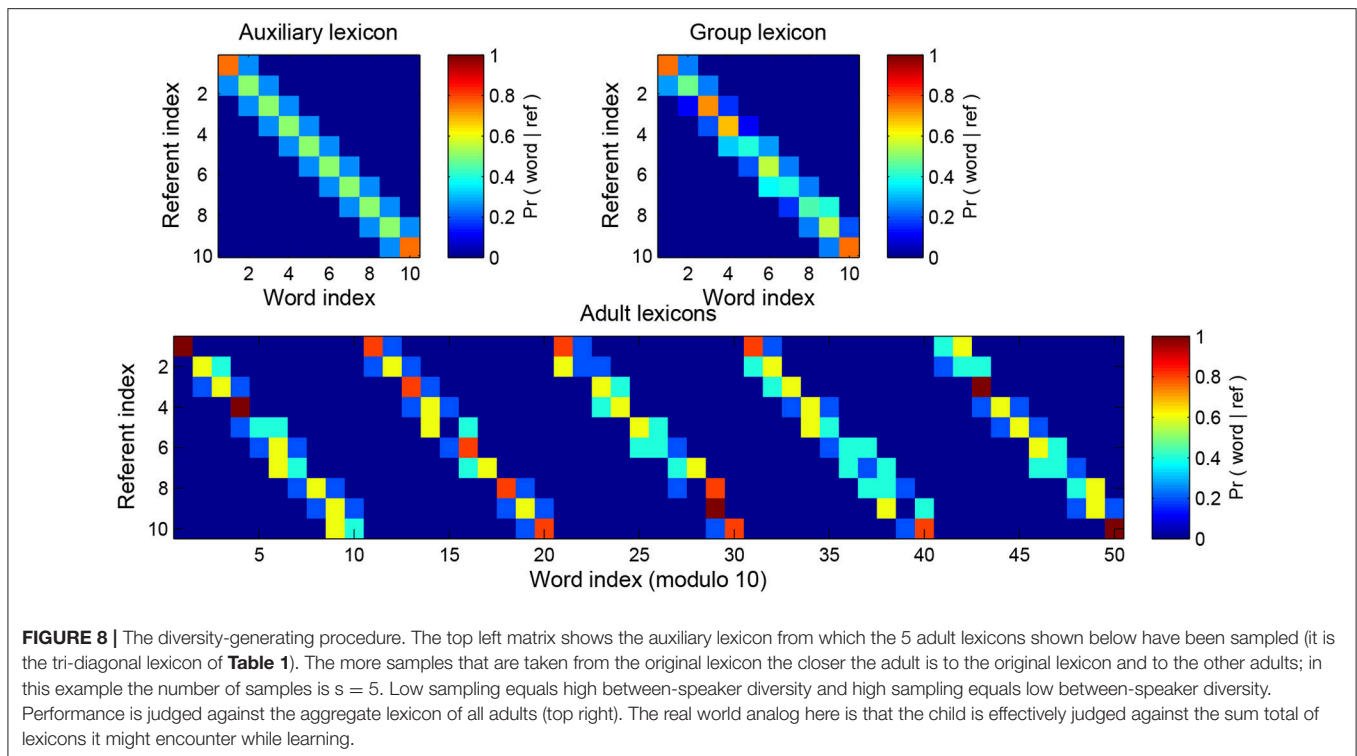 Auxiliary lexicon
Referent index
2
4
6
8
10
2 4 6 8 10
Word index
1
0.8
0.6
0.4
0.2
0
Pr ( word | ref )
Group lexicon
Referent index
2
4
6
8
10
2 4 6 8 10
Word index
1
0.8
0.6
0.4
0.2
0
Pr ( word | ref )
Adult lexicons
Referent index
2
4
6
8
10
5 10 15 20 25 30 35 40 45 50
Word index (modulo 10)
1
0.8
0.6
0.4
0.2
0
Pr ( word | ref )
FIGURE 8 | The diversity-generating procedure. The top left matrix shows the auxiliary lexicon from which the 5 adult lexicons shown below have been sampled (it is
the tri-diagonal lexicon of Table 1). The more samples that are taken from the original lexicon the closer the adult is to the original lexicon and to the other adults; in
this example the number of samples is s = 5. Low sampling equals high between-speaker diversity and high sampling equals low between-speaker diversity.
Performance is judged against the aggregate lexicon of all adults (top right). The real world analog here is that the child is effectively judged against the sum total of
lexicons it might encounter while learning.